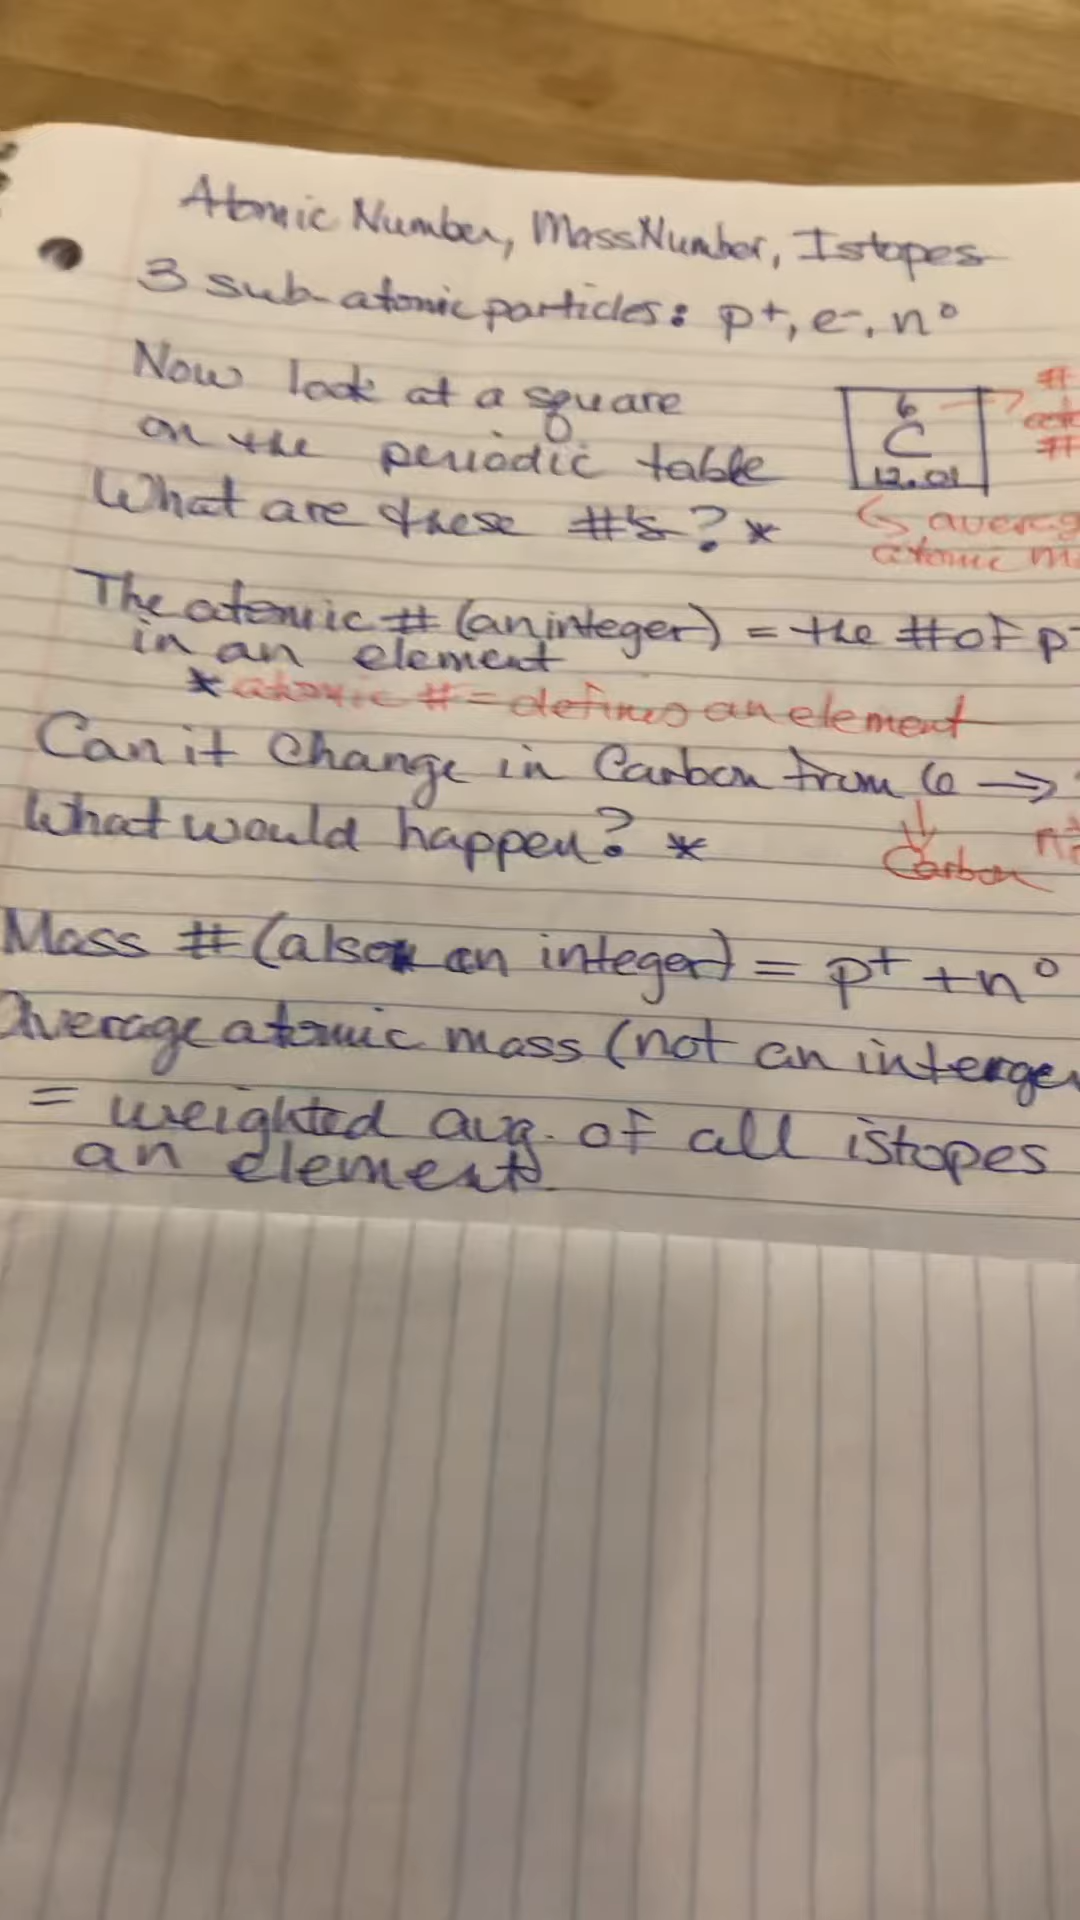 Atomic Number, Mass Number, Istopes
3 sub-atomic particles: p+, e-, n°
Now look at a square
on the periodic table
6
C
12.01
#
#
What are these #'s? *
averag
atomic m
The atomic # (an integer) = the # of p
in an element
* atomic # = defines an element
Can it change in Carbon from 6 →
What would happen? *
Carbon
Mass # (also an integer) = p+ + n°
Average atomic mass (not an interger
= weighted avg. of all istopes
an element